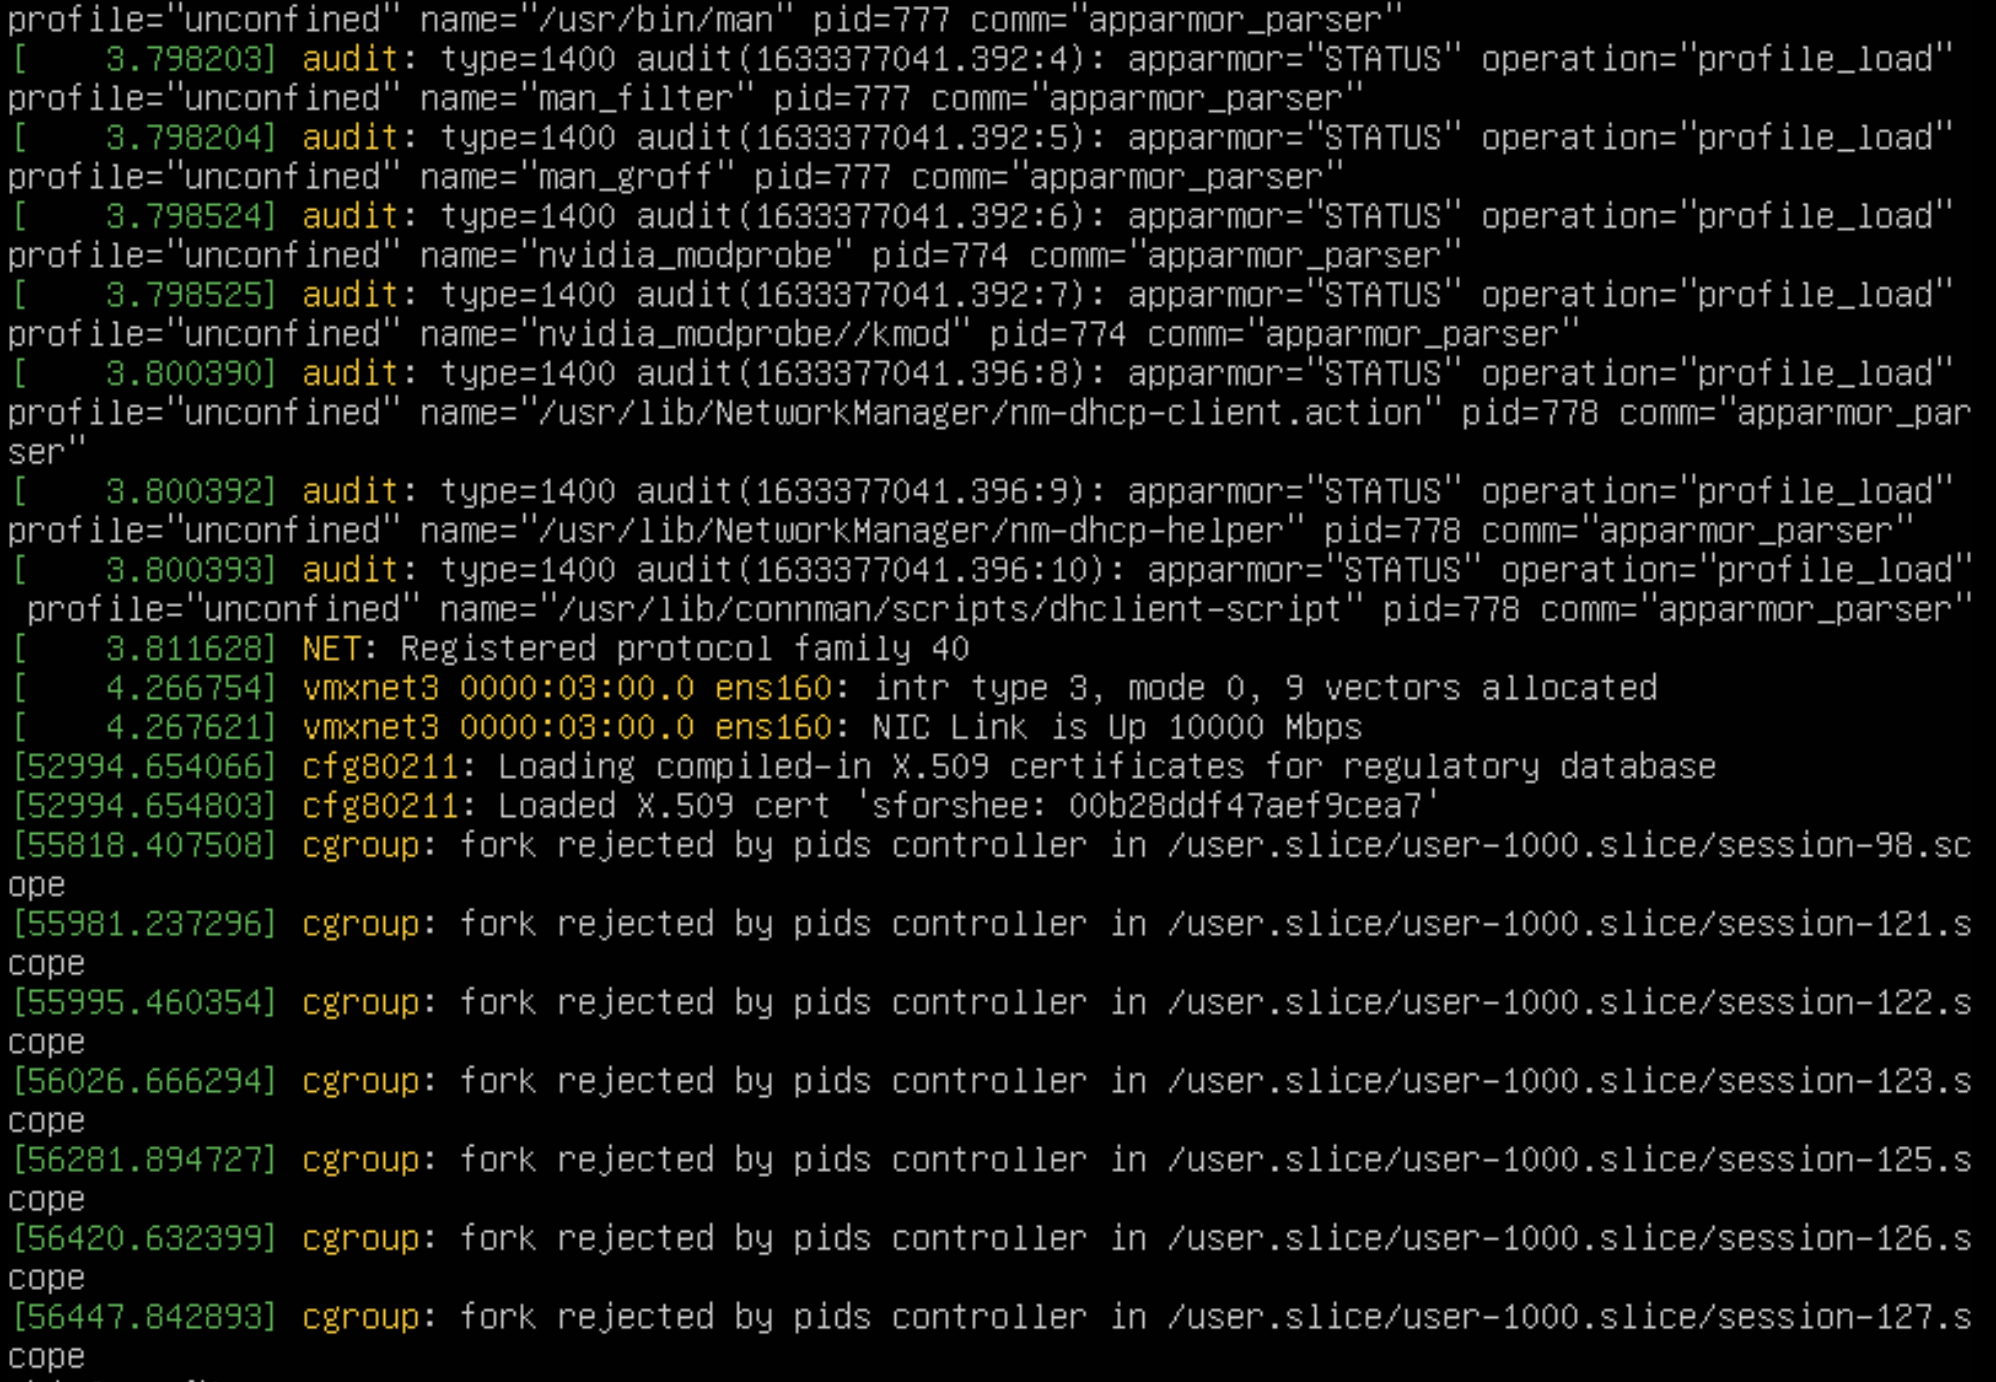 profile="unconfined" name="/usr/bin/man" pid=777 comm="apparmor_parser"
[    3.798203] audit: type=1400 audit(1633377041.392:4): apparmor="STATUS" operation="profile_load"
profile="unconfined" name="man_filter" pid=777 comm="apparmor_parser"
[    3.798204] audit: type=1400 audit(1633377041.392:5): apparmor="STATUS" operation="profile_load"
profile="unconfined" name="man_groff" pid=777 comm="apparmor_parser"
[    3.798524] audit: type=1400 audit(1633377041.392:6): apparmor="STATUS" operation="profile_load"
profile="unconfined" name="nvidia_modprobe" pid=774 comm="apparmor_parser"
[    3.798525] audit: type=1400 audit(1633377041.392:7): apparmor="STATUS" operation="profile_load"
profile="unconfined" name="nvidia_modprobe//kmod" pid=774 comm="apparmor_parser"
[    3.800390] audit: type=1400 audit(1633377041.396:8): apparmor="STATUS" operation="profile_load"
profile="unconfined" name="/usr/lib/NetworkManager/nm-dhcp-client.action" pid=778 comm="apparmor_par
ser"
[    3.800392] audit: type=1400 audit(1633377041.396:9): apparmor="STATUS" operation="profile_load"
profile="unconfined" name="/usr/lib/NetworkManager/nm-dhcp-helper" pid=778 comm="apparmor_parser"
[    3.800393] audit: type=1400 audit(1633377041.396:10): apparmor="STATUS" operation="profile_load"
 profile="unconfined" name="/usr/lib/connman/scripts/dhclient-script" pid=778 comm="apparmor_parser"
[    3.811628] NET: Registered protocol family 40
[    4.266754] vmxnet3 0000:03:00.0 ens160: intr type 3, mode 0, 9 vectors allocated
[    4.267621] vmxnet3 0000:03:00.0 ens160: NIC Link is Up 10000 Mbps
[52994.654066] cfg80211: Loading compiled-in X.509 certificates for regulatory database
[52994.654803] cfg80211: Loaded X.509 cert 'sforshee: 00b28ddf47aef9cea7'
[55818.407508] cgroup: fork rejected by pids controller in /user.slice/user-1000.slice/session-98.sc
ope
[55981.237296] cgroup: fork rejected by pids controller in /user.slice/user-1000.slice/session-121.s
cope
[55995.460354] cgroup: fork rejected by pids controller in /user.slice/user-1000.slice/session-122.s
cope
[56026.666294] cgroup: fork rejected by pids controller in /user.slice/user-1000.slice/session-123.s
cope
[56281.894727] cgroup: fork rejected by pids controller in /user.slice/user-1000.slice/session-125.s
cope
[56420.632399] cgroup: fork rejected by pids controller in /user.slice/user-1000.slice/session-126.s
cope
[56447.842893] cgroup: fork rejected by pids controller in /user.slice/user-1000.slice/session-127.s
cope